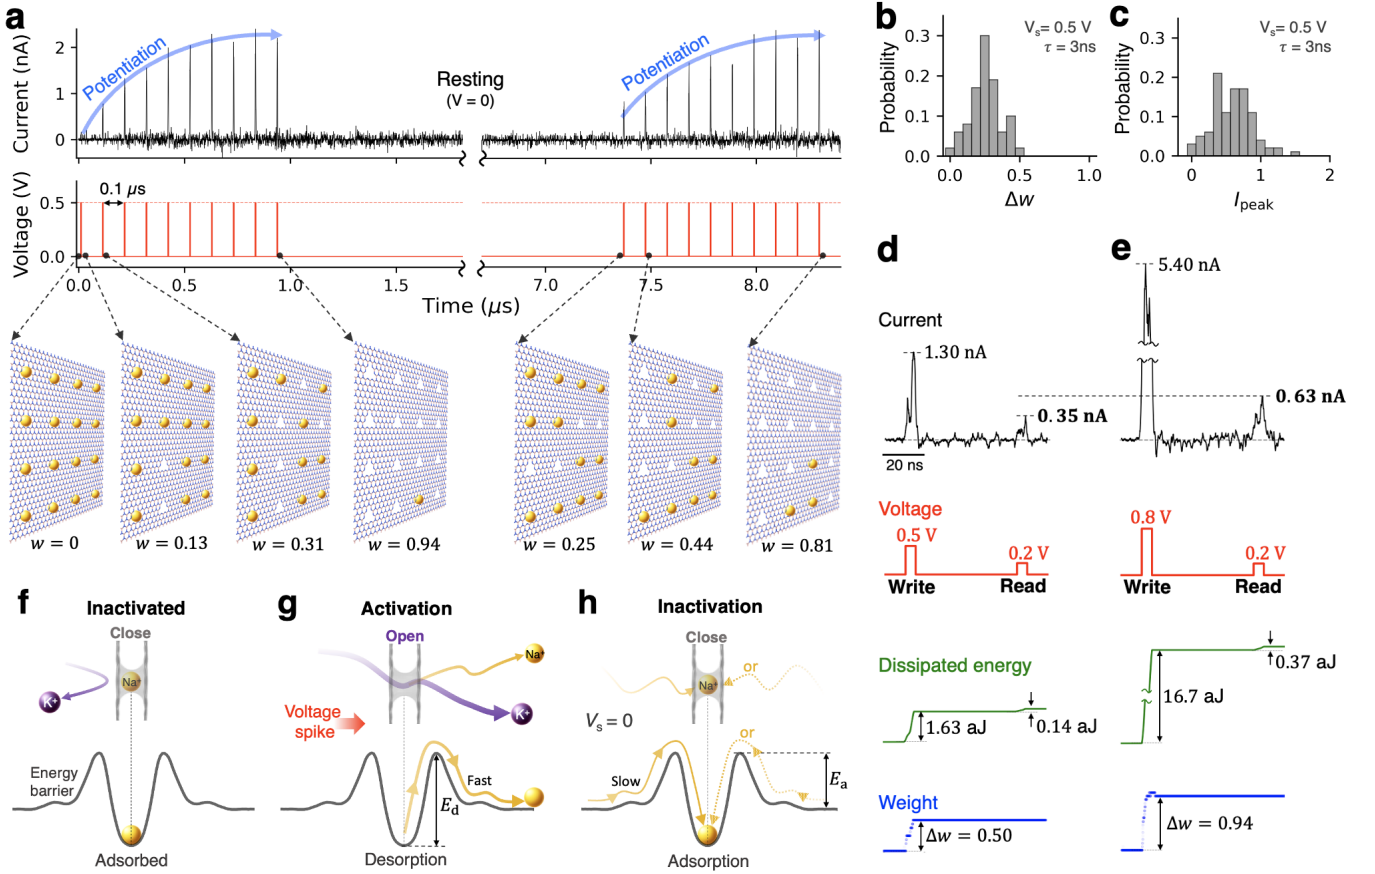 a
Current (nA)
2
1
0
Potentiation
Resting
(V = 0)
Potentiation
Voltage (V)
0.5
0.0
0.1 μs
0.0
0.5
1.0
1.5
7.0
7.5
8.0
Time (μs)
w = 0
w = 0.13
w = 0.31
w = 0.94
w = 0.25
w = 0.44
w = 0.81
b
Probability
0.3
0.2
0.1
0.0
Vs= 0.5 V
τ = 3ns
0.0
0.5
1.0
Δw
c
Probability
0.3
0.2
0.1
0.0
Vs= 0.5 V
τ = 3ns
0
1
2
Ipeak
d
Current
1.30 nA
0.35 nA
20 ns
e
5.40 nA
0.63 nA
Voltage
0.5 V
0.2 V
Write
Read
0.8 V
0.2 V
Write
Read
Dissipated energy
1.63 aJ
0.14 aJ
16.7 aJ
0.37 aJ
Weight
Δw = 0.50
Δw = 0.94
f
Inactivated
Close
Na+
K+
Energy
barrier
Adsorbed
g
Activation
Open
Na+
K+
Voltage
spike
Fast
Ed
Desorption
h
Inactivation
Close
or
Na+
Vs = 0
or
Slow
Ea
Adsorption